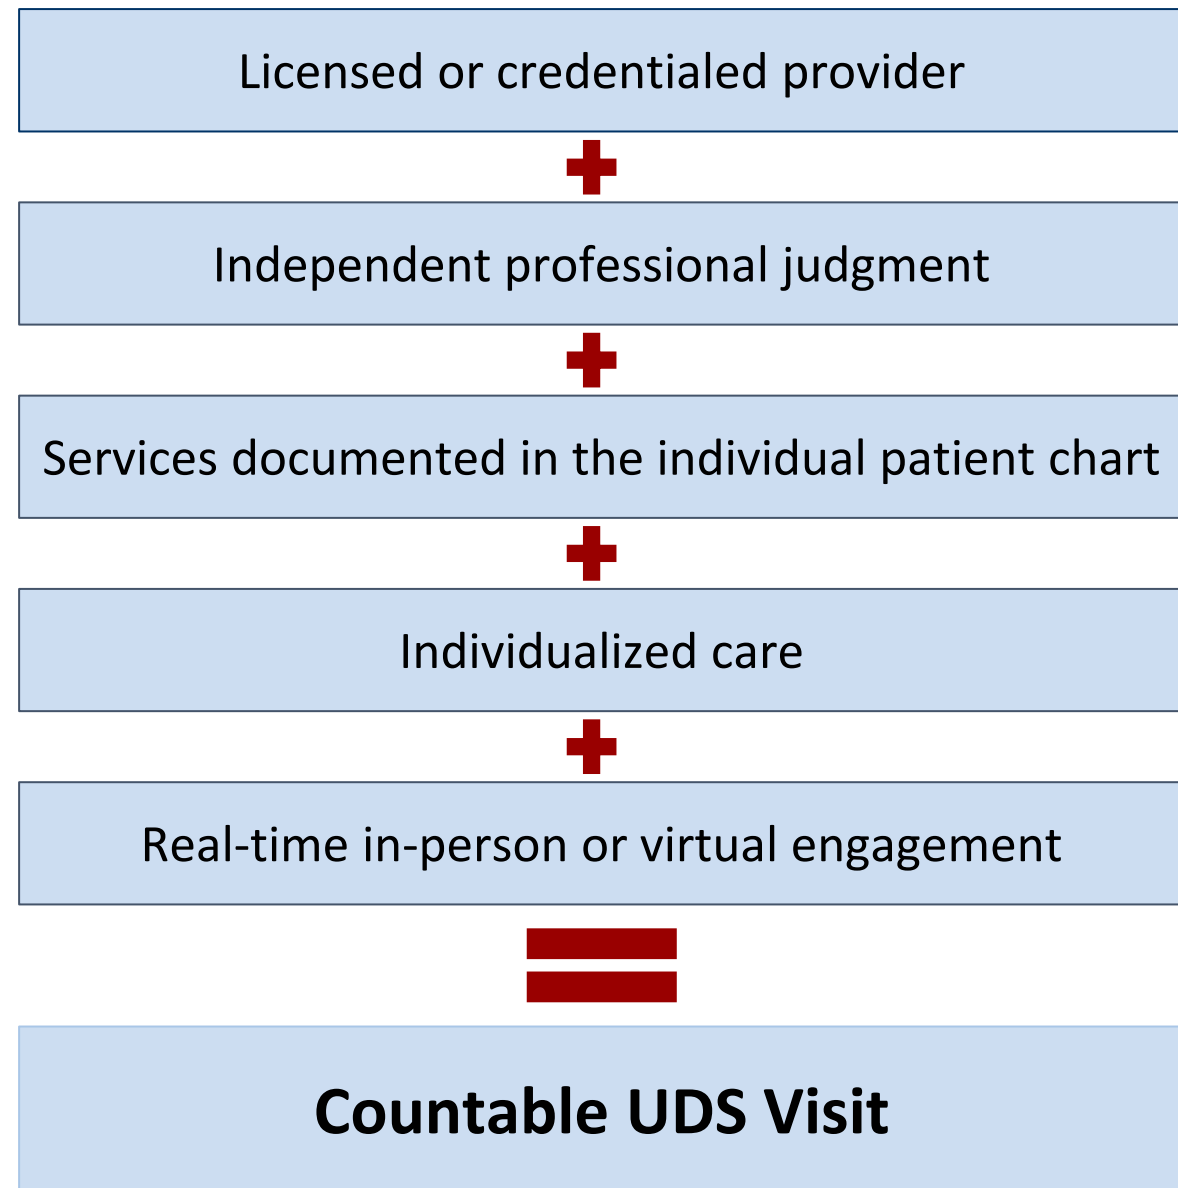 Licensed or credentialed provider
Independent professional judgment
Services documented in the individual patient chart
Individualized care
Real-time in-person or virtual engagement
Countable UDS Visit